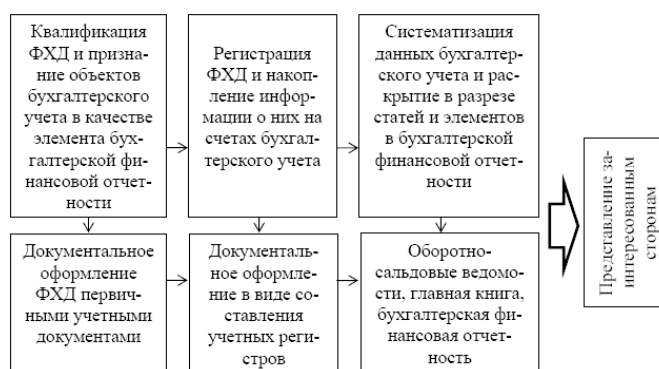 Квалификация
ФХД и призна-
ние объектов
бухгалтерского
учета в качестве
элемента бух-
галтерской фи-
нансовой отчет-
ности
Регистрация
ФХД и накоп-
ление инфор-
мации о них на
счетах бухгал-
терского учета
Систематизация
данных бухгалтер-
ского учета и рас-
крытие в разрезе
статей и элементов
в бухгалтерской
финансовой отчет-
ности
Документальное
оформление
ФХД первич-
ными учетными
документами
Документаль-
ное оформле-
ние в виде со-
ставления
учетных реги-
стров
Оборотно-
сальдовые ведомо-
сти, главная книга,
бухгалтерская фи-
нансовая отчет-
ность
Представление за-
интересованным
сторонам